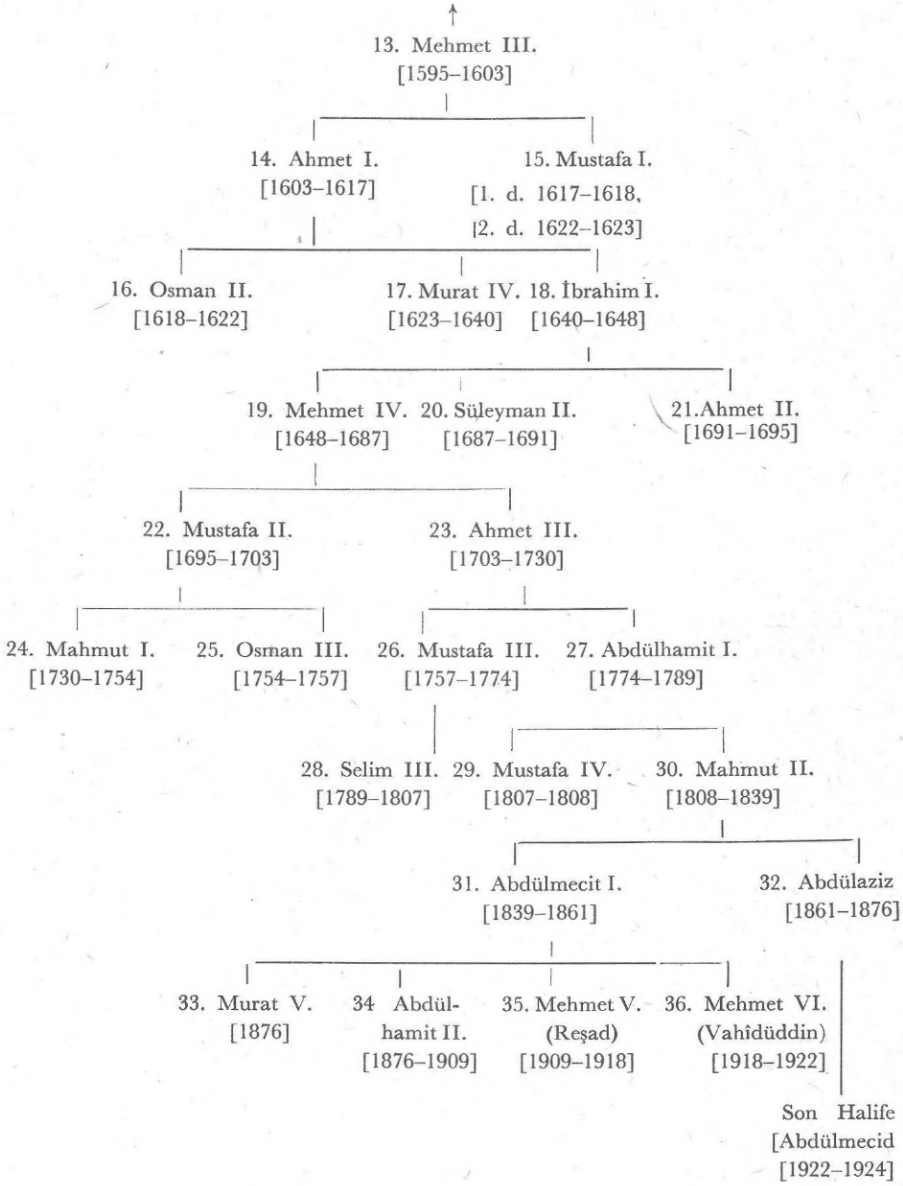 13. Mehmet III.
[1595–1603]
14. Ahmet I.
[1603–1617]
15. Mustafa I.
[1. d. 1617–1618,
[2. d. 1622–1623]
16. Osman II.
[1618–1622]
17. Murat IV.
[1623–1640]
18. İbrahim I.
[1640–1648]
19. Mehmet IV.
[1648–1687]
20. Süleyman II.
[1687–1691]
21.Ahmet II.
[1691–1695]
22. Mustafa II.
[1695–1703]
23. Ahmet III.
[1703–1730]
24. Mahmut I.
[1730–1754]
25. Osman III.
[1754–1757]
26. Mustafa III.
[1757–1774]
27. Abdülhamit I.
[1774–1789]
28. Selim III.
[1789–1807]
29. Mustafa IV.
[1807–1808]
30. Mahmut II.
[1808–1839]
31. Abdülmecit I.
[1839–1861]
32. Abdülaziz
[1861–1876]
33. Murat V.
[1876]
34 Abdül-
hamit II.
[1876–1909]
35. Mehmet V.
(Reşad)
[1909–1918]
36. Mehmet VI.
(Vahîdüddin)
[1918–1922]
Son Halife
[Abdülmecid
[1922–1924]